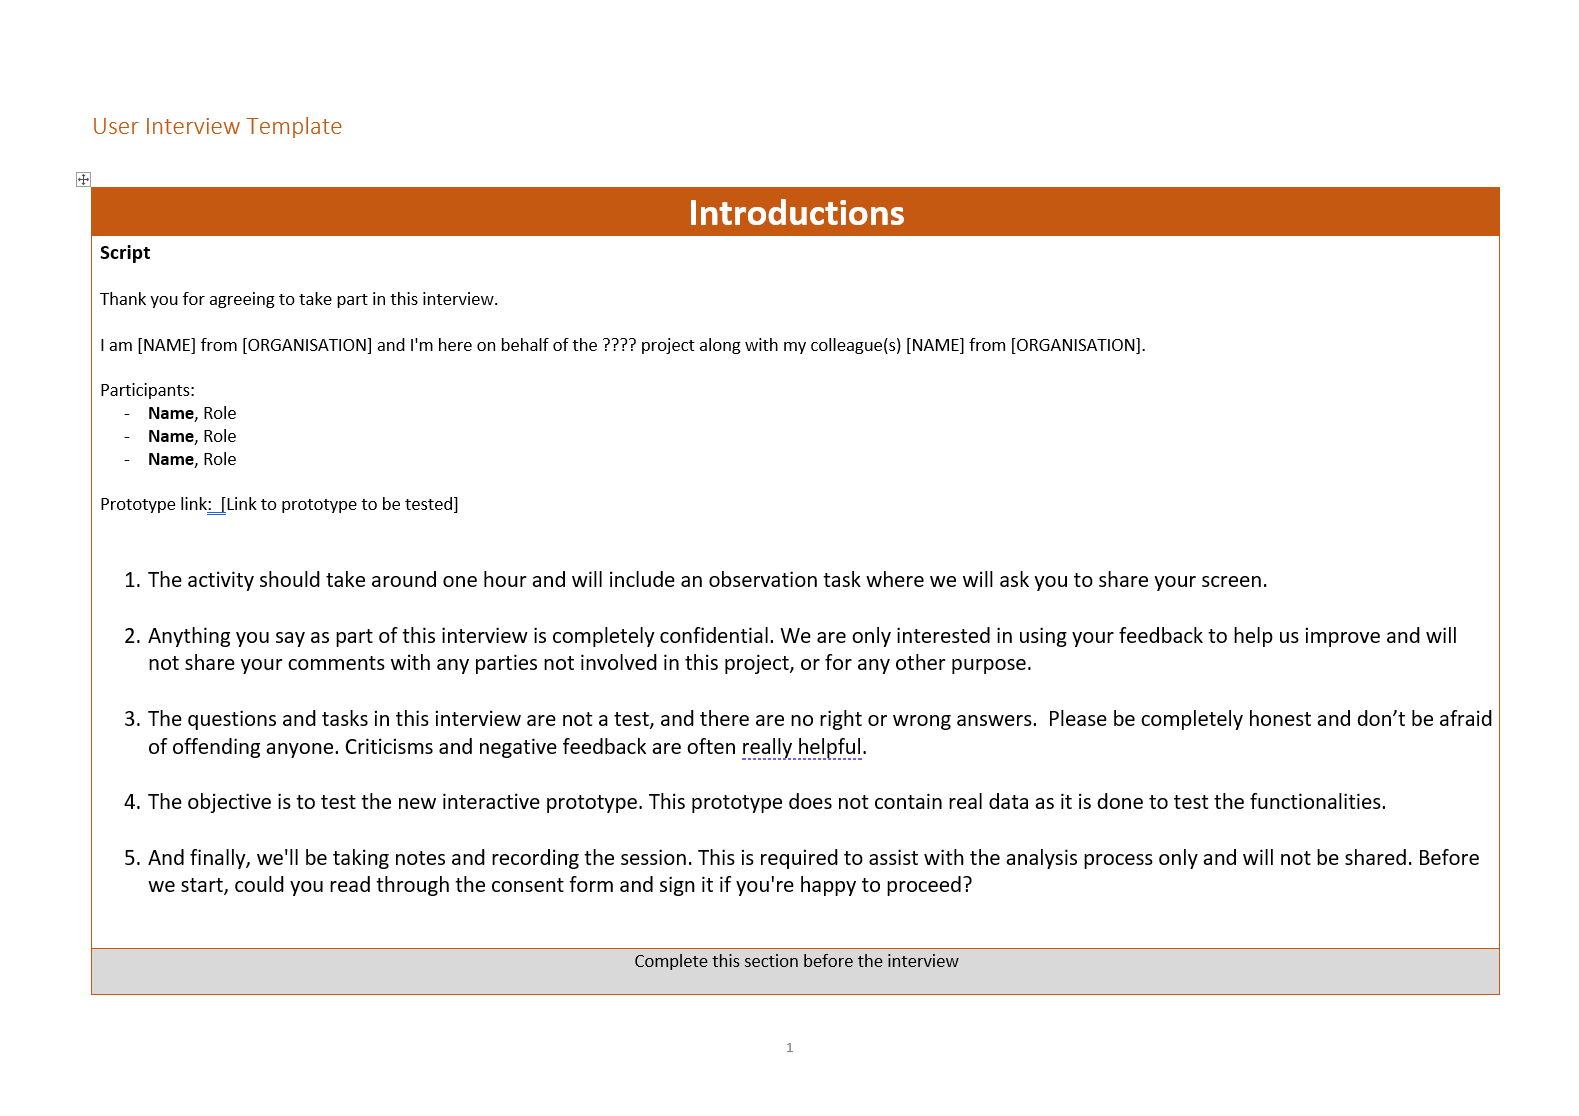 User Interview Template
Introductions
Script
Thank you for agreeing to take part in this interview.
I am [NAME] from [ORGANISATION] and I'm here on behalf of the ???? project along with my colleague(s) [NAME] from [ORGANISATION].
Participants:
- Name, Role
- Name, Role
- Name, Role
Prototype link:  [Link to prototype to be tested]
1. The activity should take around one hour and will include an observation task where we will ask you to share your screen.
2. Anything you say as part of this interview is completely confidential. We are only interested in using your feedback to help us improve and will
not share your comments with any parties not involved in this project, or for any other purpose.
3. The questions and tasks in this interview are not a test, and there are no right or wrong answers.  Please be completely honest and don’t be afraid
of offending anyone. Criticisms and negative feedback are often really helpful.
4. The objective is to test the new interactive prototype. This prototype does not contain real data as it is done to test the functionalities.
5. And finally, we'll be taking notes and recording the session. This is required to assist with the analysis process only and will not be shared. Before
we start, could you read through the consent form and sign it if you're happy to proceed?
Complete this section before the interview
1